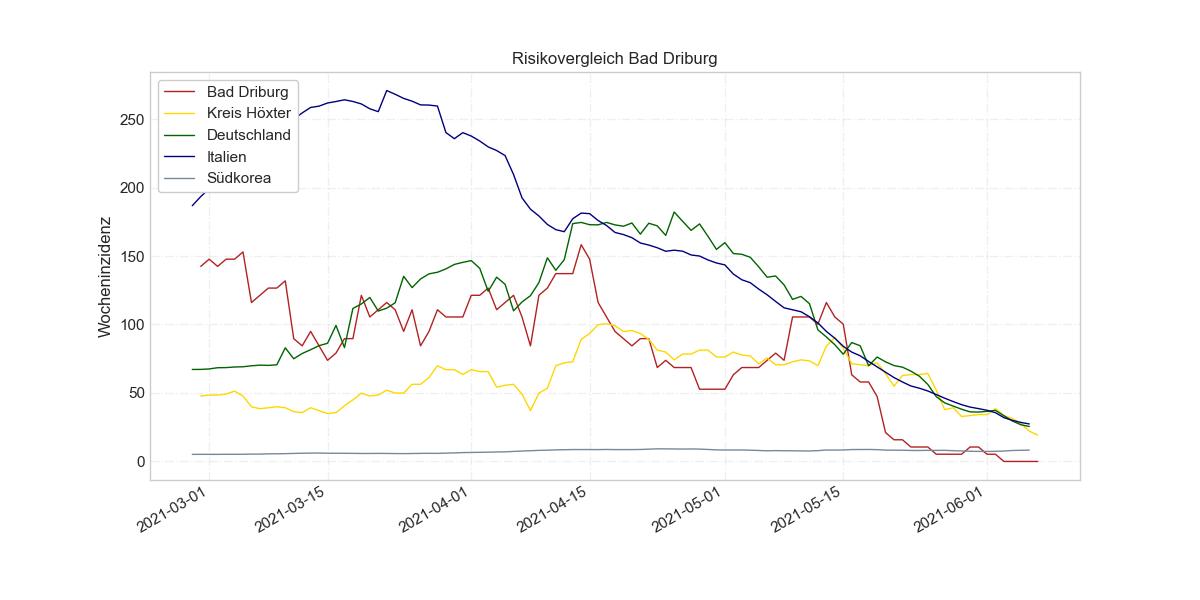 Risikovergleich Bad Driburg
Bad Driburg
Kreis Höxter
Deutschland
Italien
Südkorea
Wocheninzidenz
250
200
150
100
50
0
2021-03-01
2021-03-15
2021-04-01
2021-04-15
2021-05-01
2021-05-15
2021-06-01